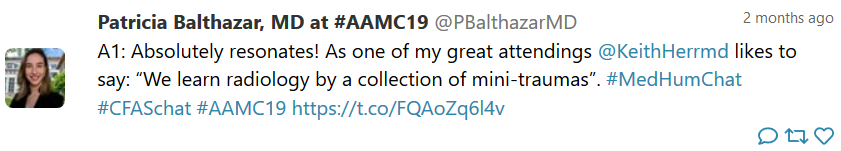 Patricia Balthazar, MD at #AAMC19 @PBalthazarMD 2 months ago
A1: Absolutely resonates! As one of my great attendings @KeithHerrmd likes to
say: “We learn radiology by a collection of mini-traumas”. #MedHumChat
#CFASchat #AAMC19 https://t.co/FQAoZq6l4v